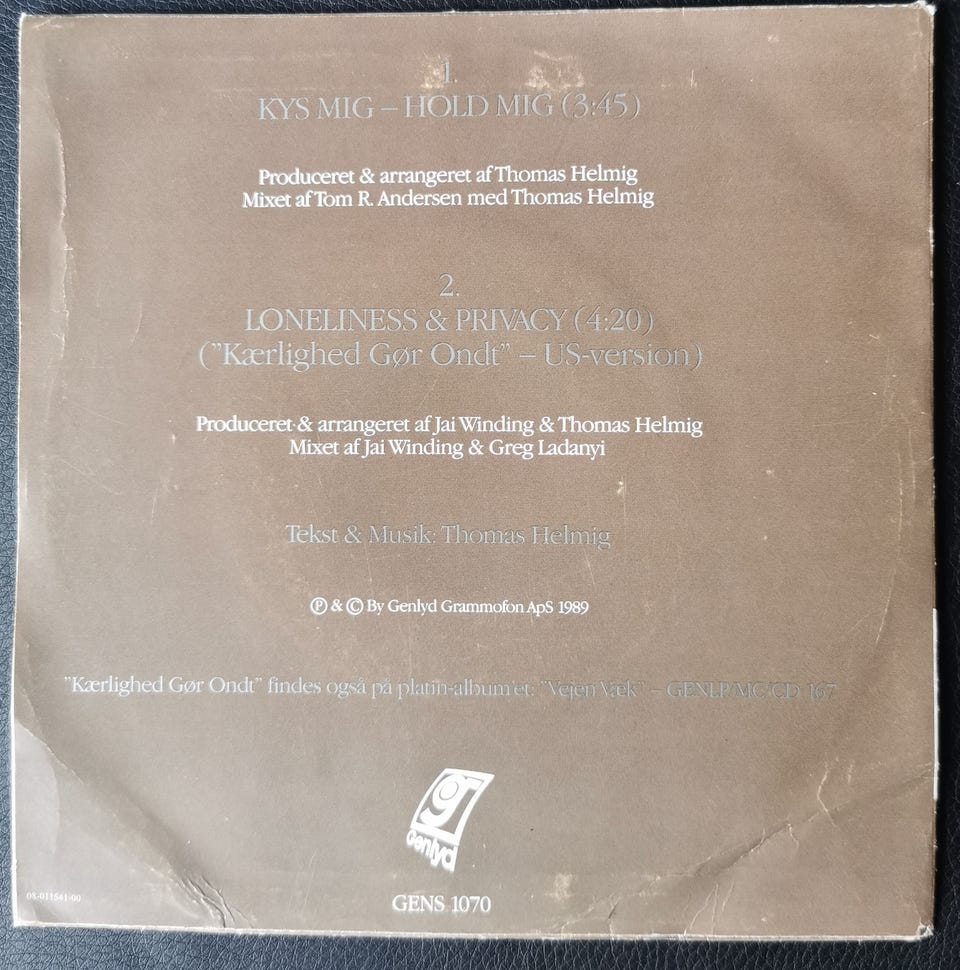 1.
KYS MIG – HOLD MIG (3:45)
Produceret & arrangeret af Thomas Helmig
Mixet af Tom R. Andersen med Thomas Helmig
2.
LONELINESS & PRIVACY (4:20)
("Kærlighed Gør Ondt" – US-version)
Produceret & arrangeret af Jai Winding & Thomas Helmig
Mixet af Jai Winding & Greg Ladanyi
Tekst & Musik: Thomas Helmig
Ⓟ & © By Genlyd Grammofon ApS 1989
"Kærlighed Gør Ondt" findes også på platin-album'et: "Vejen Væk" – GENLP/MC/CD 167
g
Genlyd
GENS 1070
08-011641-00